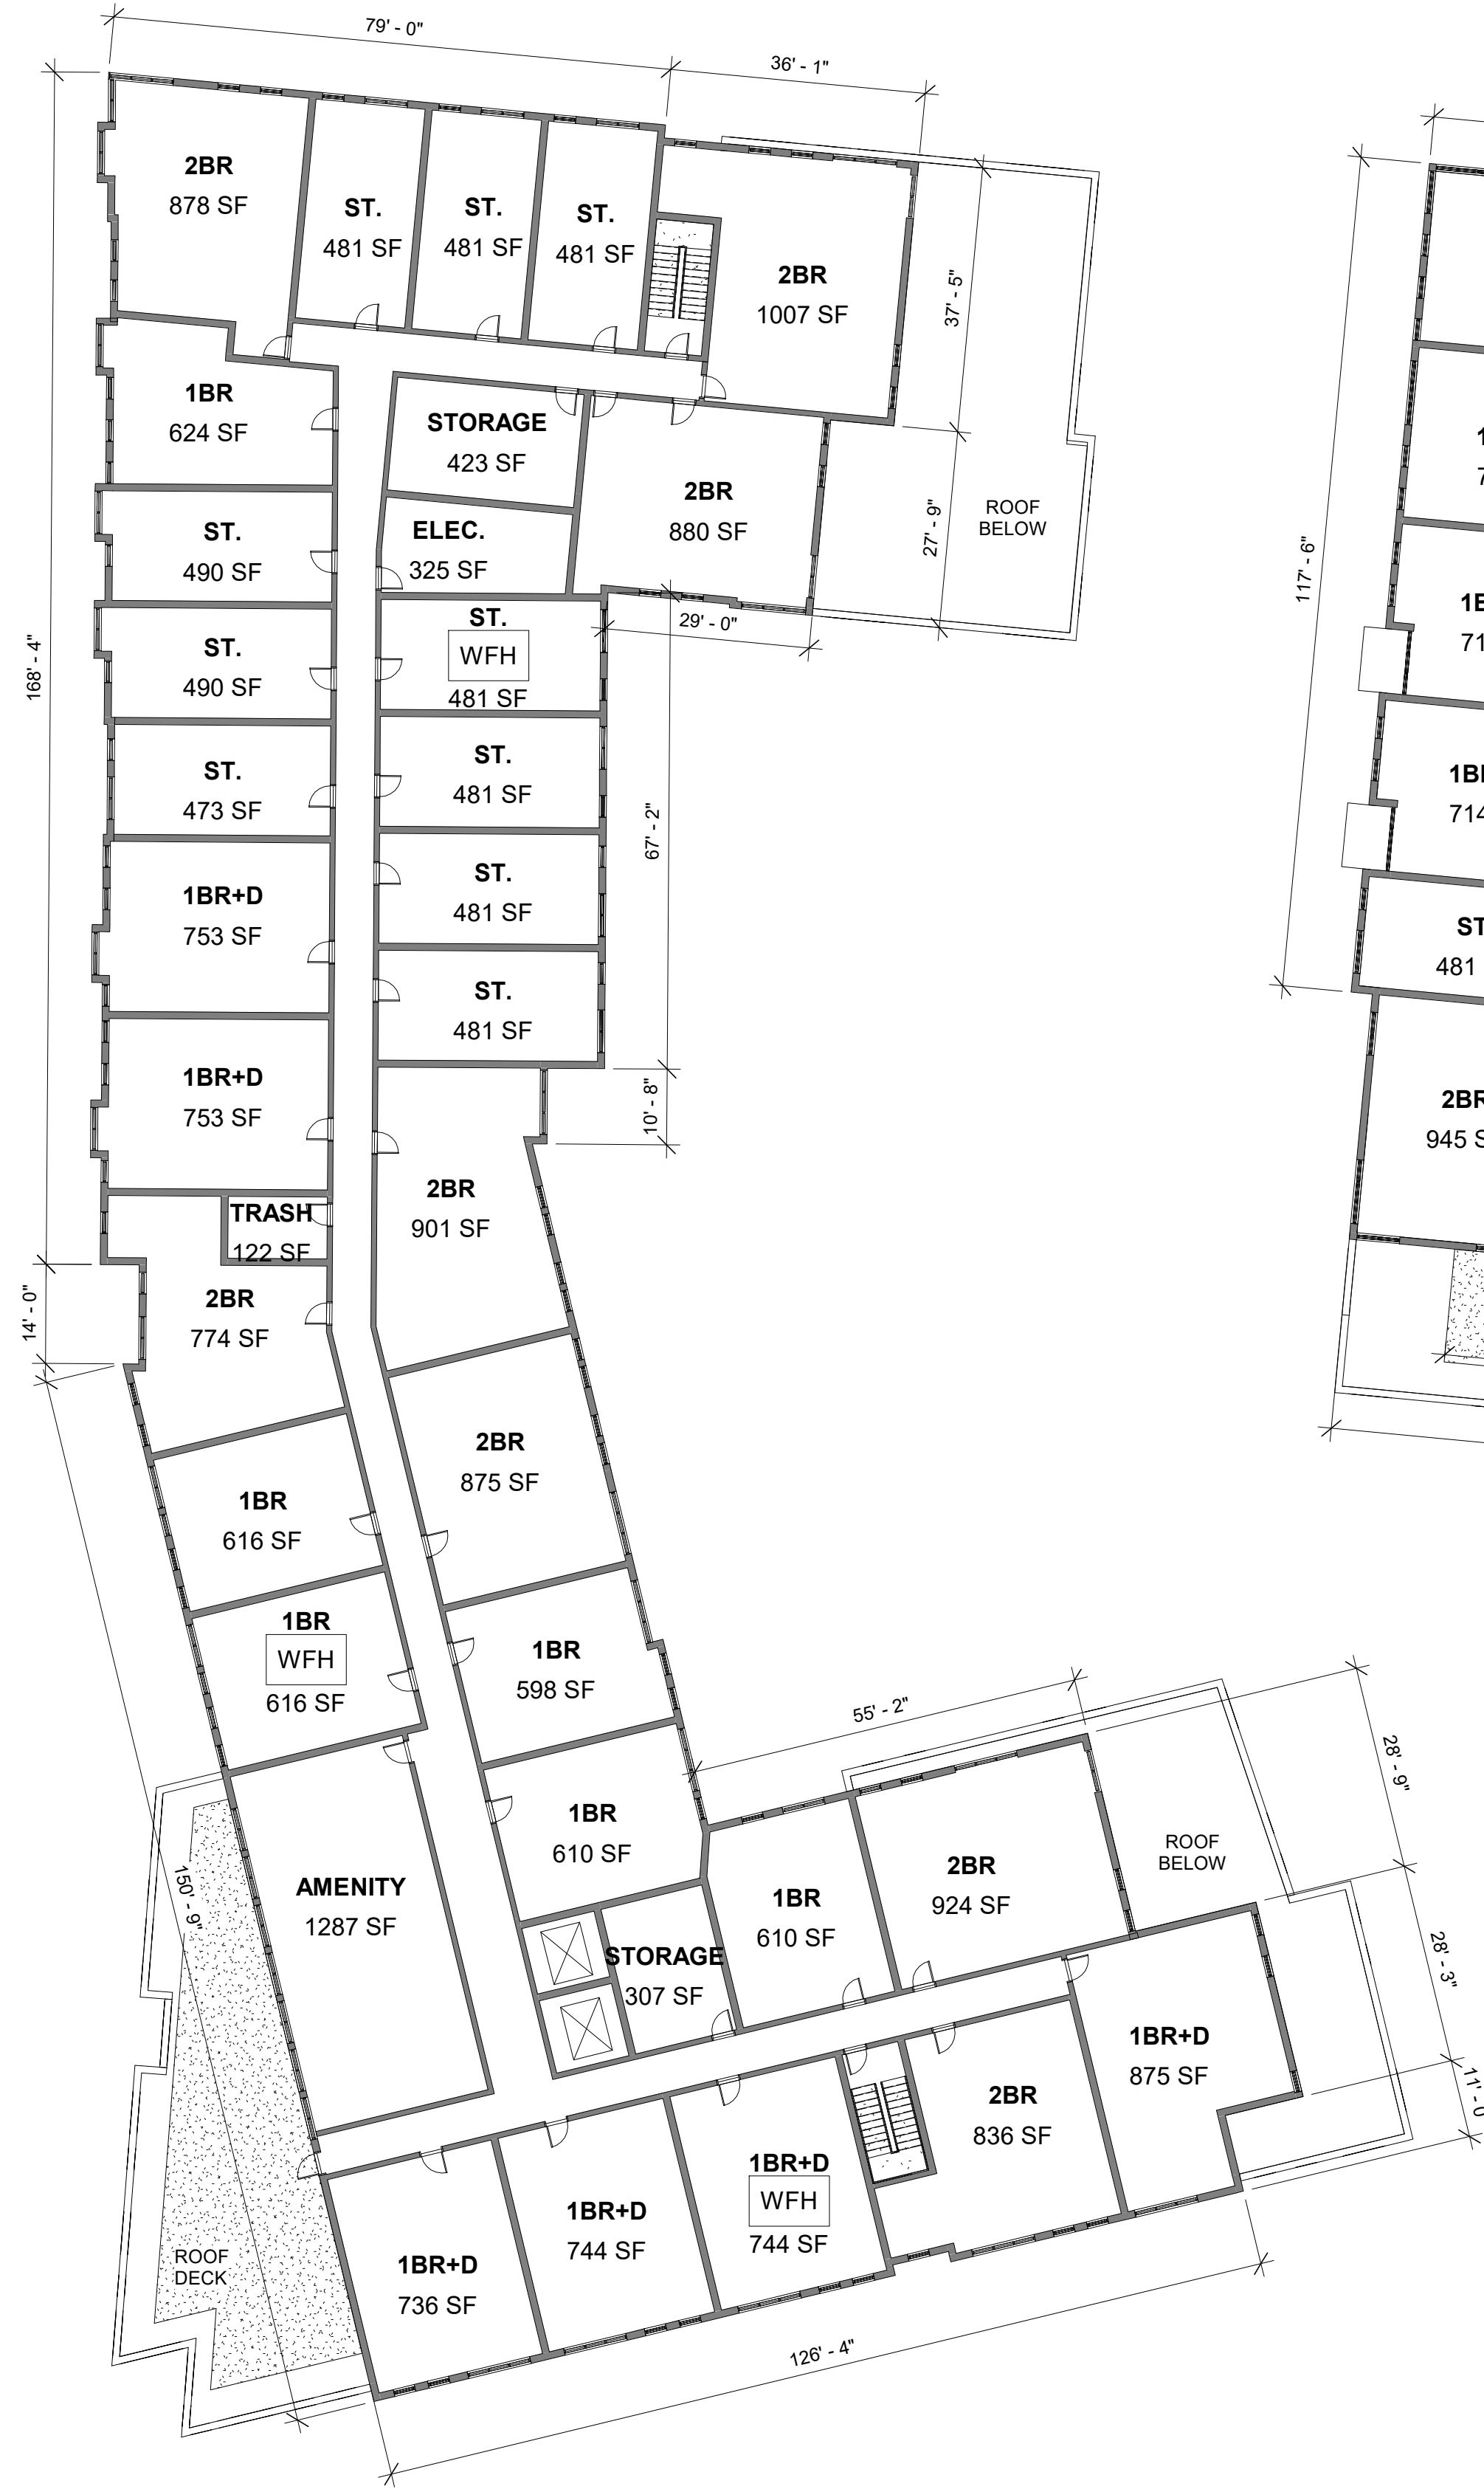 79' - 0"
36' - 1"
2BR
878 SF
ST.
481 SF
ST.
481 SF
ST.
481 SF
2BR
1007 SF
37' - 5"
1BR
624 SF
STORAGE
423 SF
2BR
880 SF
27' - 9"
ROOF
BELOW
ELEC.
325 SF
ST.
490 SF
ST.
WFH
481 SF
29' - 0"
168' - 4"
ST.
490 SF
ST.
481 SF
ST.
473 SF
67' - 2"
ST.
481 SF
1BR+D
753 SF
ST.
481 SF
1BR+D
753 SF
10' - 8"
2BR
901 SF
TRASH
122 SF
2BR
774 SF
14' - 0"
2BR
875 SF
1BR
616 SF
1BR
WFH
616 SF
1BR
598 SF
55' - 2"
28' - 9"
1BR
610 SF
ROOF
BELOW
150' - 9"
AMENITY
1287 SF
1BR
610 SF
2BR
924 SF
STORAGE
307 SF
28' - 3"
1BR+D
875 SF
2BR
836 SF
11' - 0
1BR+D
WFH
744 SF
1BR+D
744 SF
1BR+D
736 SF
ROOF
DECK
126' - 4"
117' - 6"
714
ST
481
2BR
945 S